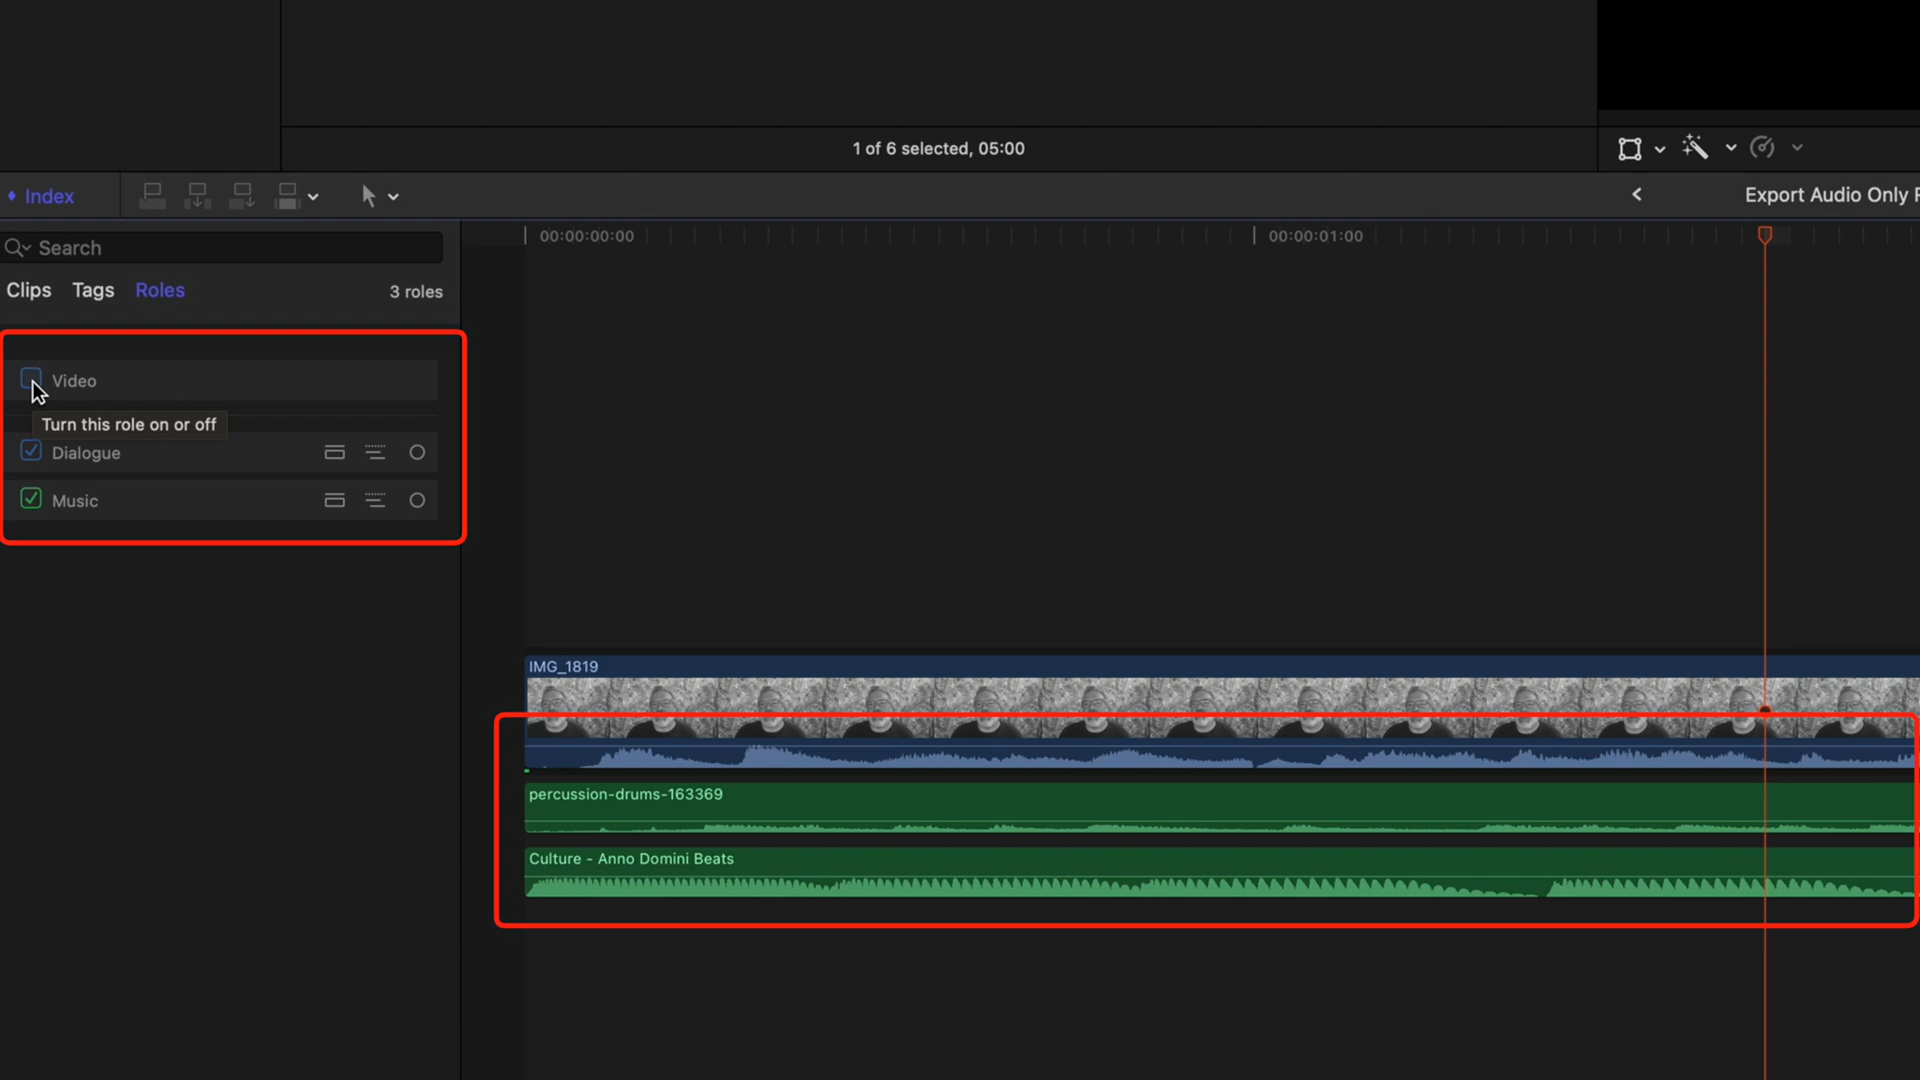 1 of 6 selected, 05:00
Index
Export Audio Only
Search
00:00:00:00
00:00:01:00
Clips Tags Roles
3 roles
Video
Turn this role on or off
Dialogue
Music
IMG_1819
percussion-drums-163369
Culture - Anno Domini Beats